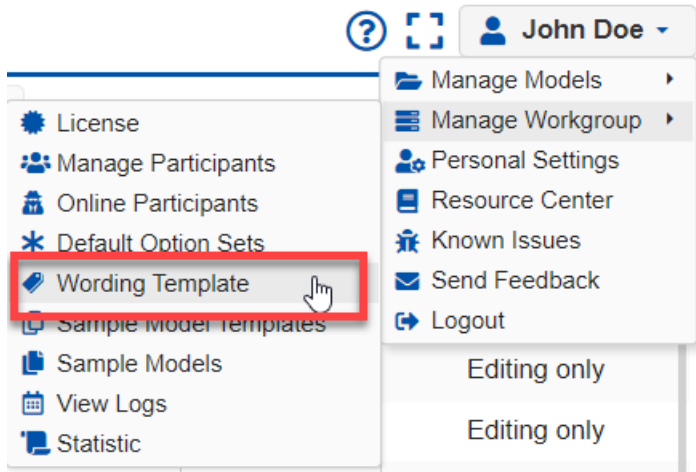 John Doe
Manage Models
Manage Workgroup
Personal Settings
Resource Center
Known Issues
Send Feedback
Logout
License
Manage Participants
Online Participants
Default Option Sets
Wording Template
Sample Model Templates
Sample Models
View Logs
Statistic
Editing only
Editing only